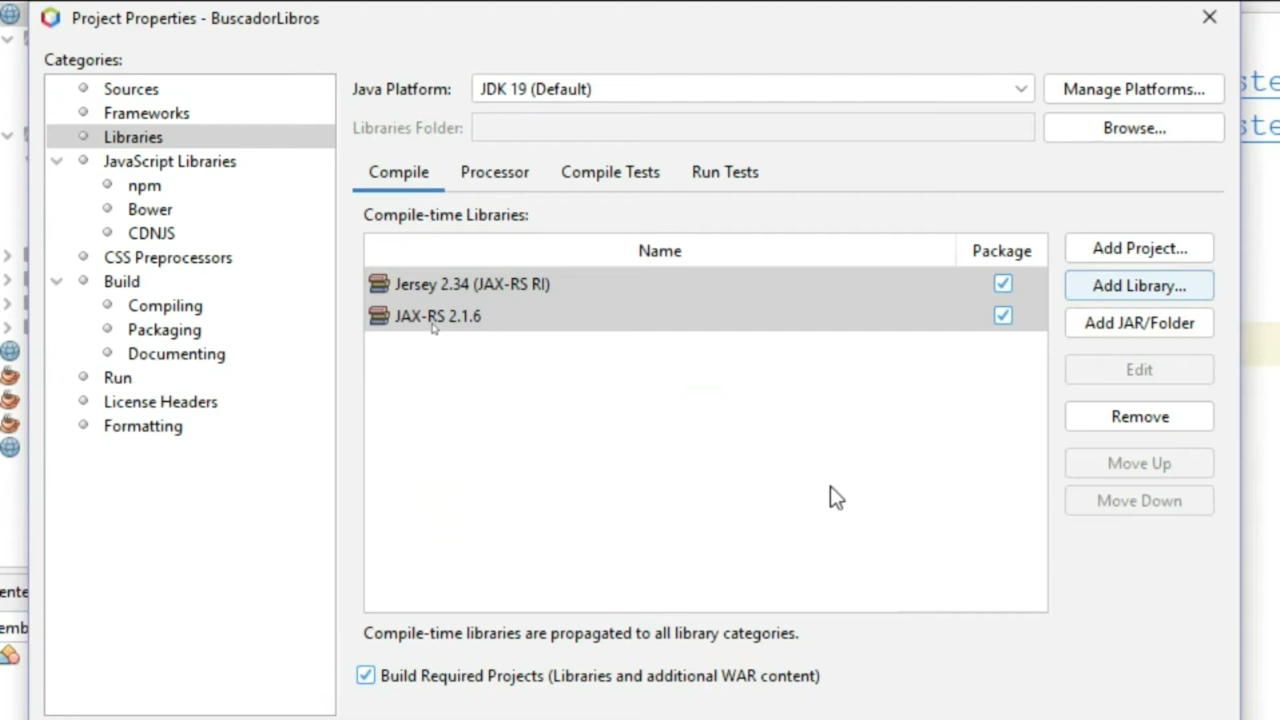 Project Properties - BuscadorLibros
Categories:
Sources
Frameworks
Libraries
JavaScript Libraries
npm
Bower
CDNJS
CSS Preprocessors
Build
Compiling
Packaging
Documenting
Run
License Headers
Formatting
Java Platform:
JDK 19 (Default)
Manage Platforms...
Libraries Folder:
Browse...
Compile
Processor
Compile Tests
Run Tests
Compile-time Libraries:
Name
Package
Jersey 2.34 (JAX-RS RI)
JAX-RS 2.1.6
Add Project...
Add Library...
Add JAR/Folder
Edit
Remove
Move Up
Move Down
Compile-time libraries are propagated to all library categories.
Build Required Projects (Libraries and additional WAR content)